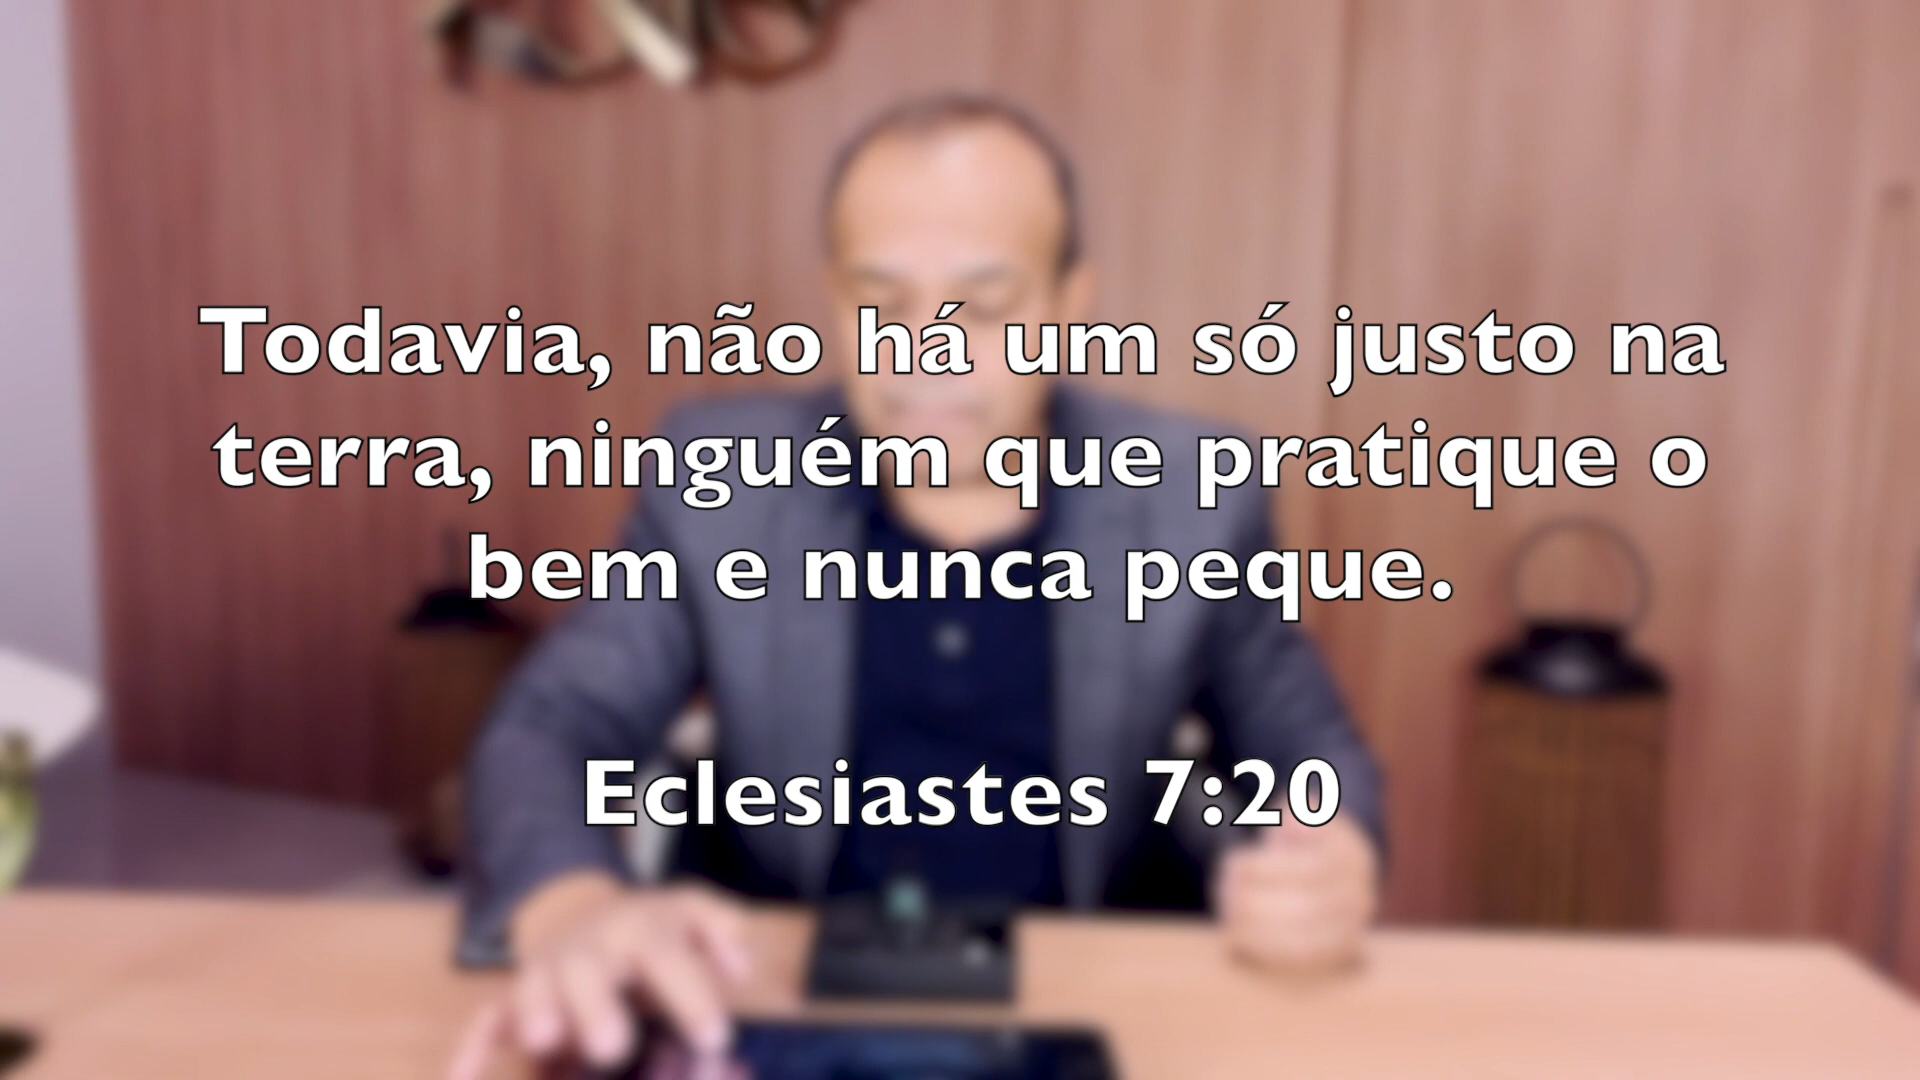 Todavia, não há um só justo na
terra, ninguém que pratique o
bem e nunca peque.
Eclesiastes 7:20